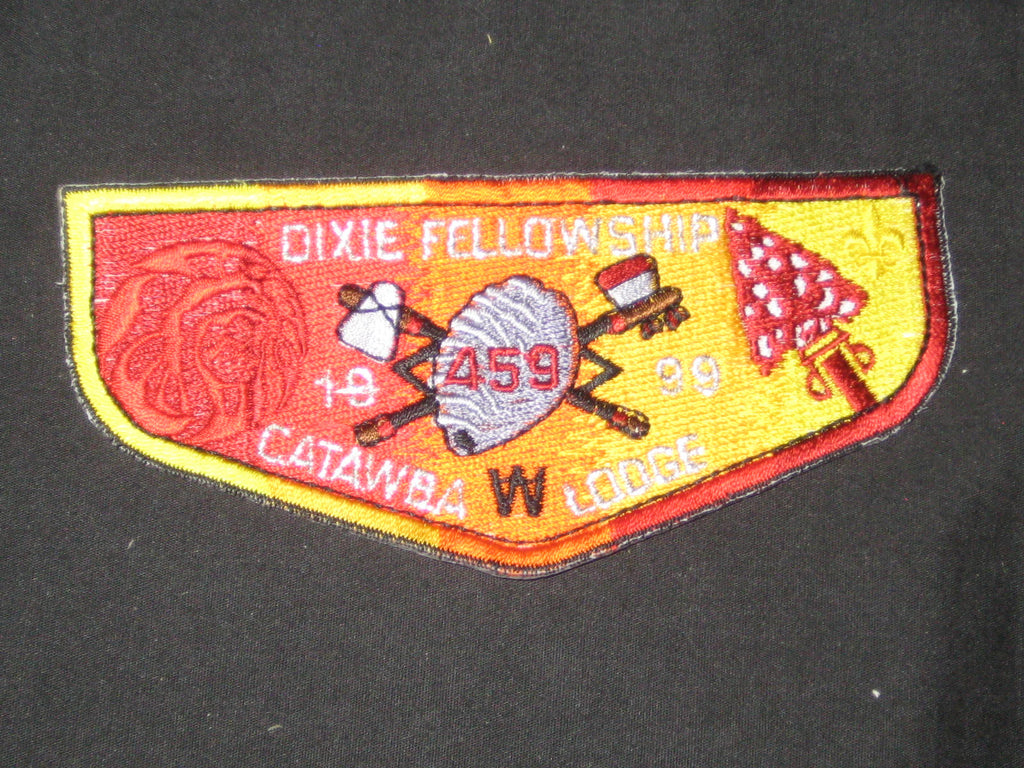 DIXIE FELLOWSHIP
19 459 99
CATAWBA W LODGE